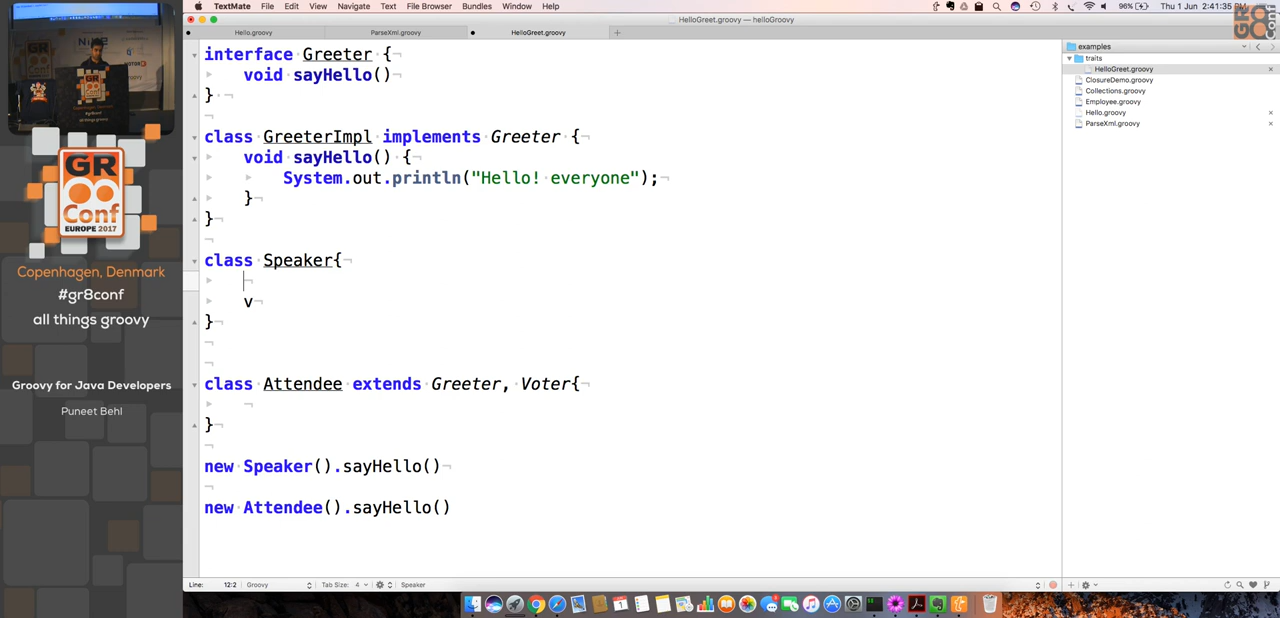 TextMate File Edit View Navigate Text File Browser Bundles Window Help
96% Thu 1 Jun 2:41:35 PM
HelloGreet.groovy — helloGroovy
Hello.groovy ParseXml.groovy HelloGreet.groovy
interface Greeter {
void sayHello()
}
class GreeterImpl implements Greeter {
void sayHello() {
System.out.println("Hello! everyone");
}
}
class Speaker{
v
}
class Attendee extends Greeter, Voter{
}
new Speaker().sayHello()
new Attendee().sayHello()
examples
traits
HelloGreet.groovy
ClosureDemo.groovy
Collections.groovy
Employee.groovy
Hello.groovy
ParseXml.groovy
Line: 12:2 Groovy Tab Size: 4 Speaker
GR
Conf
EUROPE 2017
Copenhagen, Denmark
#gr8conf
all things groovy
Groovy for Java Developers
Puneet Behl